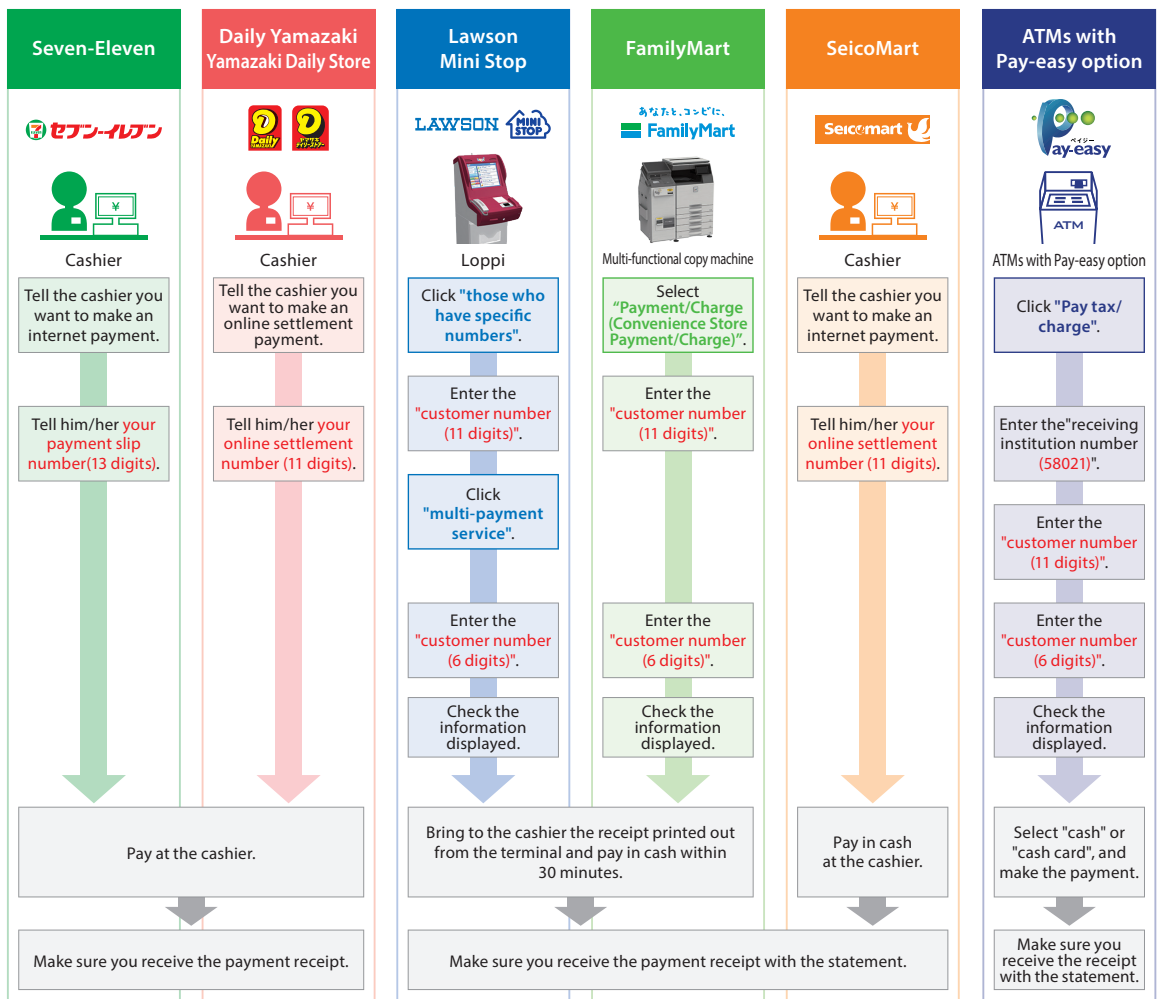 Seven-Eleven
セブン-イレブン
¥
Cashier
Tell the cashier you
want to make an
internet payment.
Tell him/her your
payment slip
number(13 digits).
Daily Yamazaki
Yamazaki Daily Store
Daily
YAMAZAKI
ヤマザキ
デイリーストアー
¥
Cashier
Tell the cashier you
want to make an
online settlement
payment.
Tell him/her your
online settlement
number (11 digits).
Pay at the cashier.
Make sure you receive the payment receipt.
Lawson
Mini Stop
LAWSON
MINI
STOP
Loppi
Click "those who
have specific
numbers".
Enter the
"customer number
(11 digits)".
Click
"multi-payment
service".
Enter the
"customer number
(6 digits)".
Check the
information
displayed.
FamilyMart
あなたと、コンビに、
FamilyMart
Multi-functional copy machine
Select
“Payment/Charge
(Convenience Store
Payment/Charge)”.
Enter the
"customer number
(11 digits)".
Enter the
"customer number
(6 digits)".
Check the
information
displayed.
Bring to the cashier the receipt printed out
from the terminal and pay in cash within
30 minutes.
SeicoMart
Seicomart
¥
Cashier
Tell the cashier you
want to make an
internet payment.
Tell him/her your
online settlement
number (11 digits).
Pay in cash
at the cashier.
Make sure you receive the payment receipt with the statement.
ATMs with
Pay-easy option
ペイジー
Pay-easy
ATM
ATMs with Pay-easy option
Click "Pay tax/
charge".
Enter the"receiving
institution number
(58021)".
Enter the
"customer number
(11 digits)".
Enter the
"customer number
(6 digits)".
Check the
information
displayed.
Select "cash" or
"cash card", and
make the payment.
Make sure you
receive the receipt
with the statement.